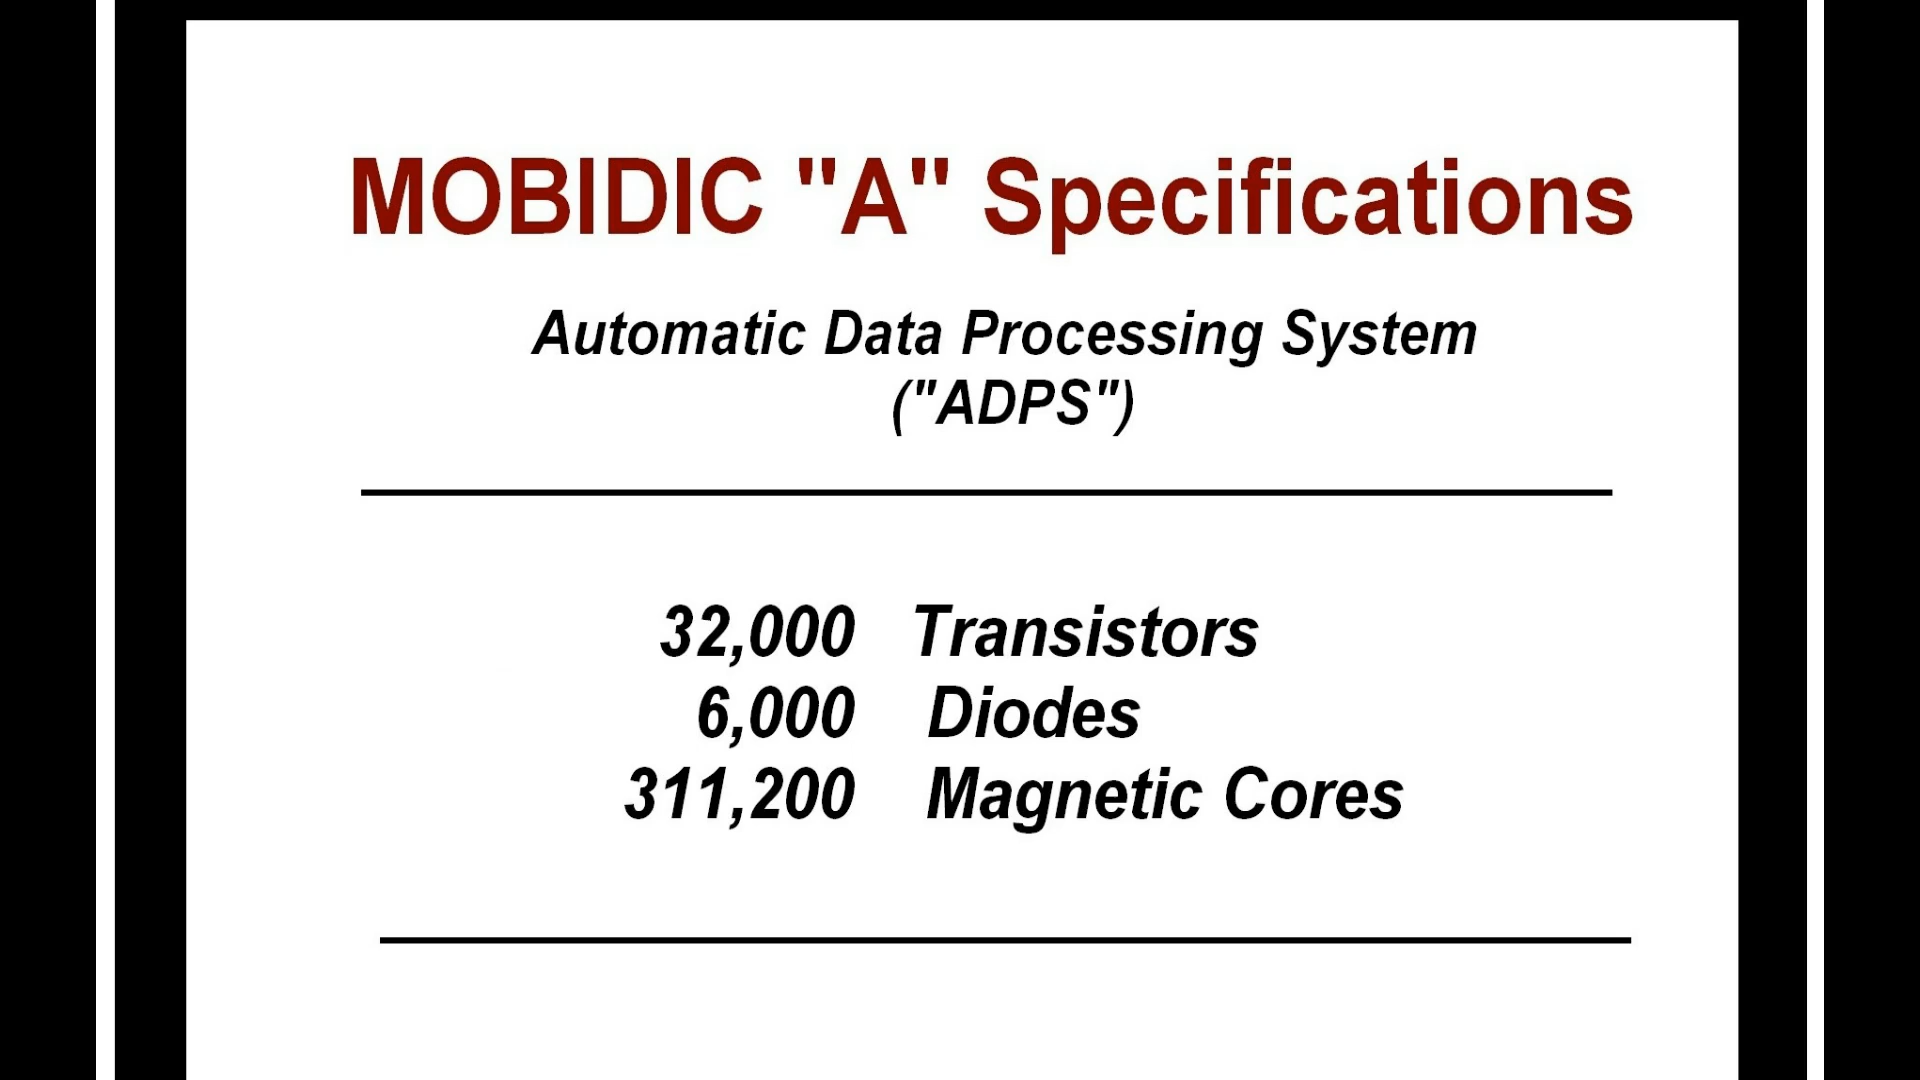 MOBIDIC "A" Specifications
Automatic Data Processing System
("ADPS")
32,000 Transistors
6,000 Diodes
311,200 Magnetic Cores